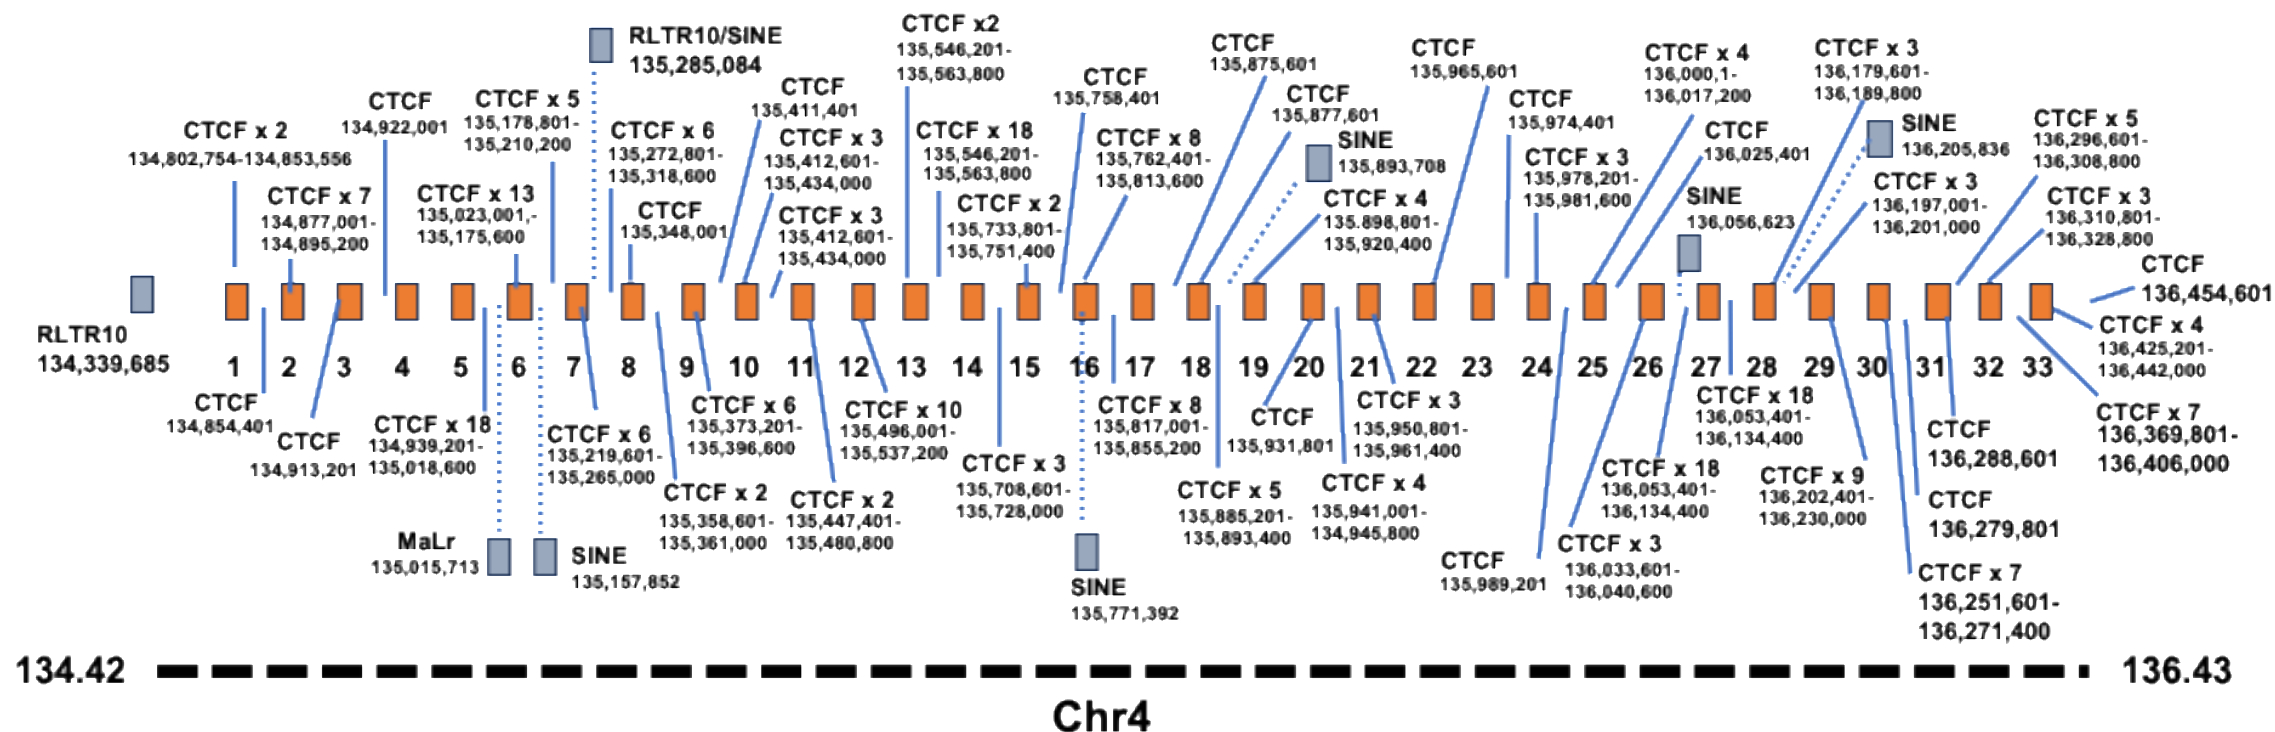 RLTR10/SINE
135,285,084
CTCF x2
135,546,201-
135,563,800
CTCF
135,875,601
CTCF
135,965,601
CTCF x 4
136,000,1-
136,017,200
CTCF x 3
136,179,601-
136,189,800
CTCF
134,922,001
CTCF x 5
135,178,801-
135,210,200
CTCF
135,411,401
CTCF
135,758,401
CTCF
135,877,601
CTCF
135,974,401
CTCF x 2
134,802,754-134,853,556
CTCF x 6
135,272,801-
135,318,600
CTCF x 3
135,412,601-
135,434,000
CTCF x 18
135,546,201-
135,563,800
CTCF x 8
135,762,401-
135,813,600
SINE
135,893,708
CTCF x 3
135,978,201-
135,981,600
CTCF
136,025,401
SINE
136,205,836
CTCF x 5
136,296,601-
136,308,800
CTCF x 7
134,877,001-
134,895,200
CTCF x 13
135,023,001,-
135,175,600
CTCF
135,348,001
CTCF x 3
135,412,601-
135,434,000
CTCF x 2
135,733,801-
135,751,400
CTCF x 4
135.898,801-
135,920,400
SINE
136,056,623
CTCF x 3
136,197,001-
136,201,000
CTCF x 3
136,310,801-
136,328,800
CTCF
136,454,601
RLTR10
134,339,685
1 2 3 4 5 6 7 8 9 10 11 12 13 14 15 16 17 18 19 20 21 22 23 24 25 26 27 28 29 30 31 32 33
CTCF x 4
136,425,201-
136,442,000
CTCF
134,854,401
CTCF
134,913,201
CTCF x 18
134,939,201-
135,018,600
CTCF x 6
135,219,601-
135,265,000
CTCF x 6
135,373,201-
135,396,600
CTCF x 10
135,496,001-
135,537,200
CTCF x 8
135,817,001-
135,855,200
CTCF
135,931,801
CTCF x 3
135,950,801-
135,961,400
CTCF x 18
136,053,401-
136,134,400
CTCF
136,288,601
CTCF x 7
136,369,801-
136,406,000
CTCF x 2
135,358,601-
135,361,000
CTCF x 2
135,447,401-
135,480,800
CTCF x 3
135,708,601-
135,728,000
CTCF x 5
135,885,201-
135,893,400
CTCF x 4
135,941,001-
134,945,800
CTCF x 18
136,053,401-
136,134,400
CTCF x 9
136,202,401-
136,230,000
CTCF
136,279,801
MaLr
135,015,713
SINE
135,157,852
SINE
135,771,392
CTCF
135,989,201
CTCF x 3
136,033,601-
136,040,600
CTCF x 7
136,251,601-
136,271,400
134.42
136.43
Chr4